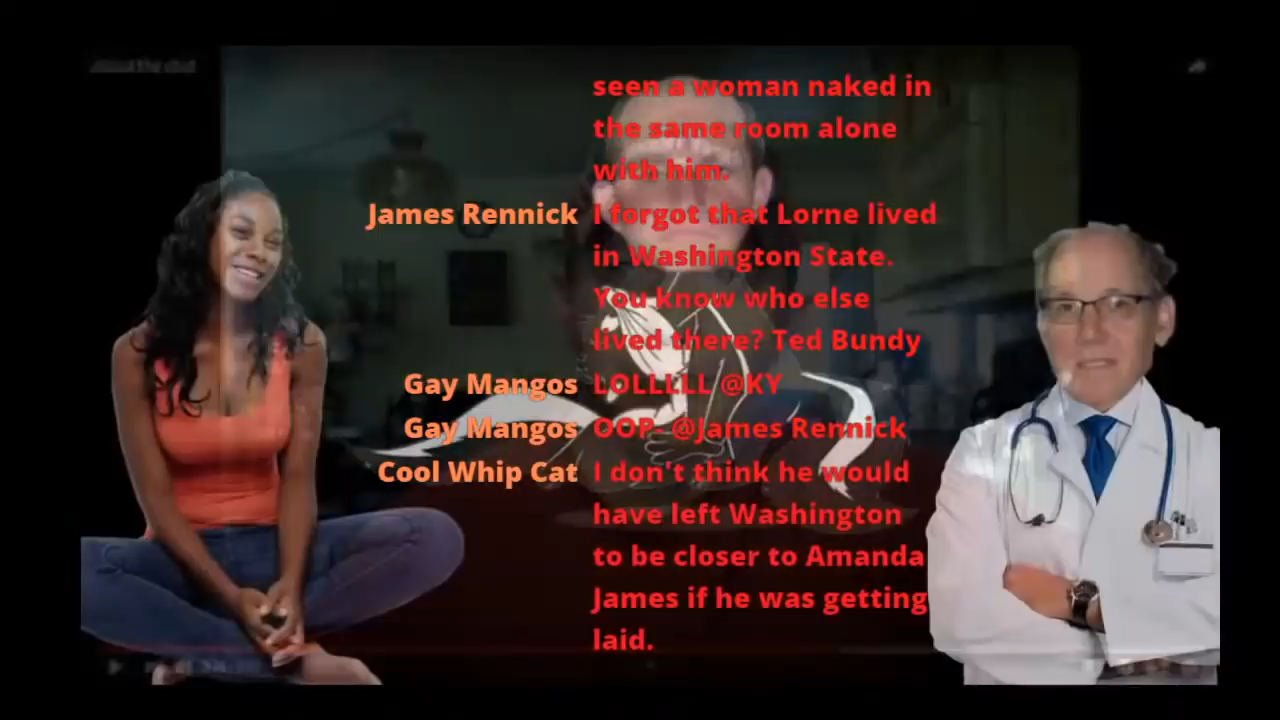 seen a woman naked in
the same room alone
with him.
James Rennick I forgot that Lorne lived
in Washington State.
You know who else
lived there? Ted Bundy
Gay Mangos LOLLLLL @KY
Gay Mangos OOP- @James Rennick
Cool Whip Cat I don't think he would
have left Washington
to be closer to Amanda
James if he was getting
laid.